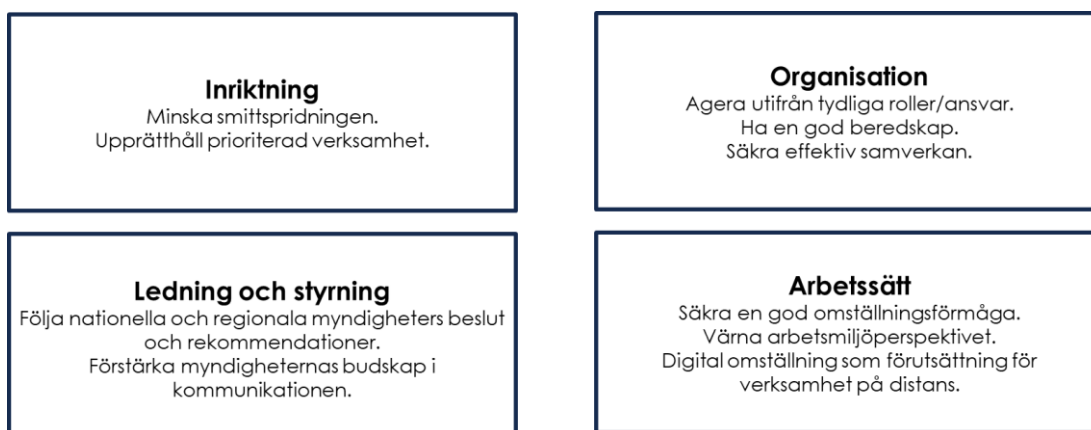 Inriktning
Minska smittspridningen.
Upprätthåll prioriterad verksamhet.
Organisation
Agera utifrån tydliga roller/ansvar.
Ha en god beredskap.
Säkra effektiv samverkan.
Ledning och styrning
Följa nationella och regionala myndigheters beslut
och rekommendationer.
Förstärka myndigheternas budskap i
kommunikationen.
Arbetssätt
Säkra en god omställningsförmåga.
Värna arbetsmiljöperspektivet.
Digital omställning som förutsättning för
verksamhet på distans.